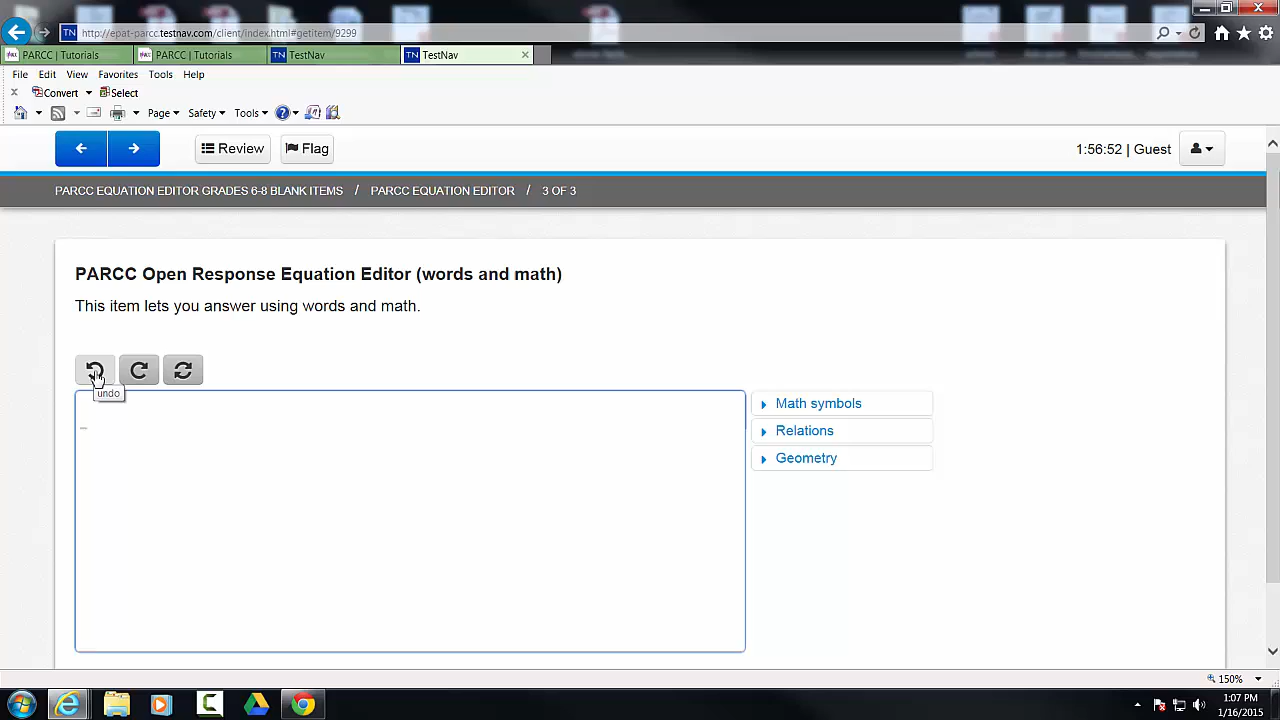 http://epat-parcc.testnav.com/client/index.html#getitem/9299
PARCC | Tutorials
PARCC | Tutorials
TN TestNav
TN TestNav
File Edit View Favorites Tools Help
Convert Select
Page Safety Tools
Review Flag 1:56:52 | Guest
PARCC EQUATION EDITOR GRADES 6-8 BLANK ITEMS / PARCC EQUATION EDITOR / 3 OF 3
PARCC Open Response Equation Editor (words and math)
This item lets you answer using words and math.
undo
Math symbols
Relations
Geometry
150%
1:07 PM
1/16/2015